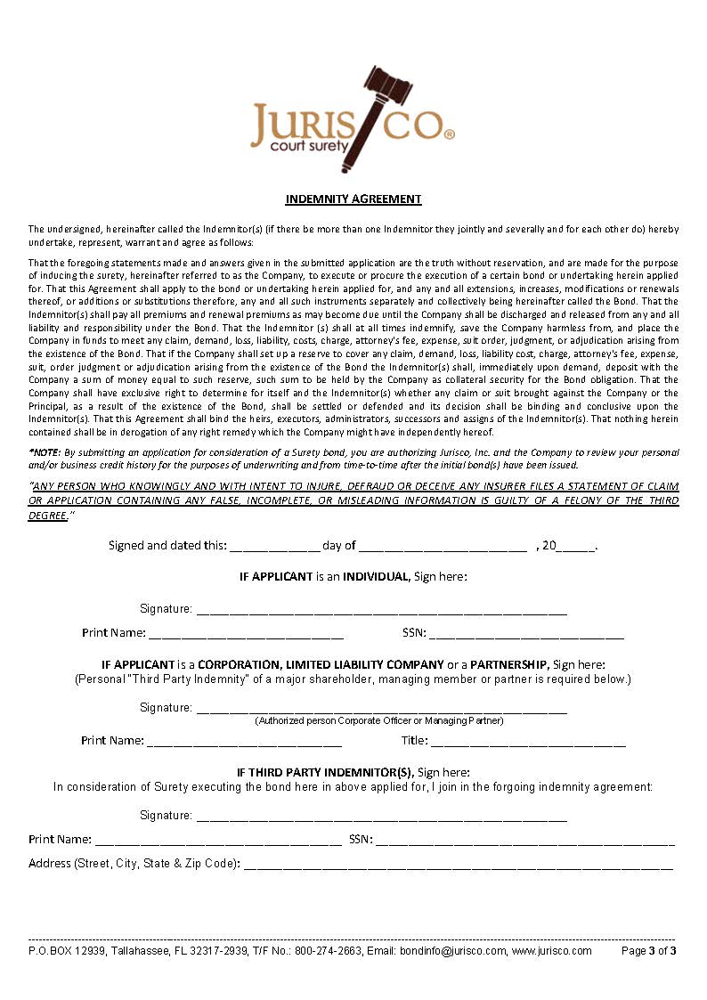 JURIS CO®
court surety
INDEMNITY AGREEMENT
The undersigned, hereinafter called the Indemnitor(s) (if there be more than one Indemnitor they jointly and severally and for each other do) hereby
undertake, represent, warrant and agree as follows:
That the foregoing statements made and answers given in the submitted application are the truth without reservation, and are made for the purpose
of inducing the surety, hereinafter referred to as the Company, to execute or procure the execution of a certain bond or undertaking herein applied
for. That this Agreement shall apply to the bond or undertaking herein applied for, and any and all extensions, increases, modifications or renewals
thereof, or additions or substitutions therefore, any and all such instruments separately and collectively being hereinafter called the Bond. That the
Indemnitor(s) shall pay all premiums and renewal premiums as may become due until the Company shall be discharged and released from any and all
liability and responsibility under the Bond. That the Indemnitor (s) shall at all times indemnify, save the Company harmless from, and place the
Company in funds to meet any claim, demand, loss, liability, costs, charge, attorney's fee, expense, suit order, judgment, or adjudication arising from
the existence of the Bond. That if the Company shall set up a reserve to cover any claim, demand, loss, liability cost, charge, attorney's fee, expense,
suit, order judgment or adjudication arising from the existence of the Bond the Indemnitor(s) shall, immediately upon demand, deposit with the
Company a sum of money equal to such reserve, such sum to be held by the Company as collateral security for the Bond obligation. That the
Company shall have exclusive right to determine for itself and the Indemnitor(s) whether any claim or suit brought against the Company or the
Principal, as a result of the existence of the Bond, shall be settled or defended and its decision shall be binding and conclusive upon the
Indemnitor(s). That this Agreement shall bind the heirs, executors, administrators, successors and assigns of the Indemnitor(s). That nothing herein
contained shall be in derogation of any right remedy which the Company might have independently hereof.
*NOTE: By submitting an application for consideration of a Surety bond, you are authorizing Jurisco, Inc. and the Company to review your personal
and/or business credit history for the purposes of underwriting and from time-to-time after the initial bond(s) have been issued.
"ANY PERSON WHO KNOWINGLY AND WITH INTENT TO INJURE, DEFRAUD OR DECEIVE ANY INSURER FILES A STATEMENT OF CLAIM
OR APPLICATION CONTAINING ANY FALSE, INCOMPLETE, OR MISLEADING INFORMATION IS GUILTY OF A FELONY OF THE THIRD
DEGREE."
Signed and dated this: ______________ day of __________________________ , 20______.
IF APPLICANT is an INDIVIDUAL, Sign here:
Signature: __________________________________________________________
Print Name: ______________________________ SSN: ______________________________
IF APPLICANT is a CORPORATION, LIMITED LIABILITY COMPANY or a PARTNERSHIP, Sign here:
(Personal "Third Party Indemnity" of a major shareholder, managing member or partner is required below.)
Signature: __________________________________________________________
(Authorized person Corporate Officer or Managing Partner)
Print Name: ______________________________ Title: ______________________________
IF THIRD PARTY INDEMNITOR(S), Sign here:
In consideration of Surety executing the bond here in above applied for, I join in the forgoing indemnity agreement:
Signature: __________________________________________________________
Print Name: ______________________________________ SSN: ______________________________________________
Address (Street, City, State & Zip Code): __________________________________________________________________
P.O.BOX 12939, Tallahassee, FL 32317-2939, T/F No.: 800-274-2663, Email: bondinfo@jurisco.com, www.jurisco.com Page 3 of 3